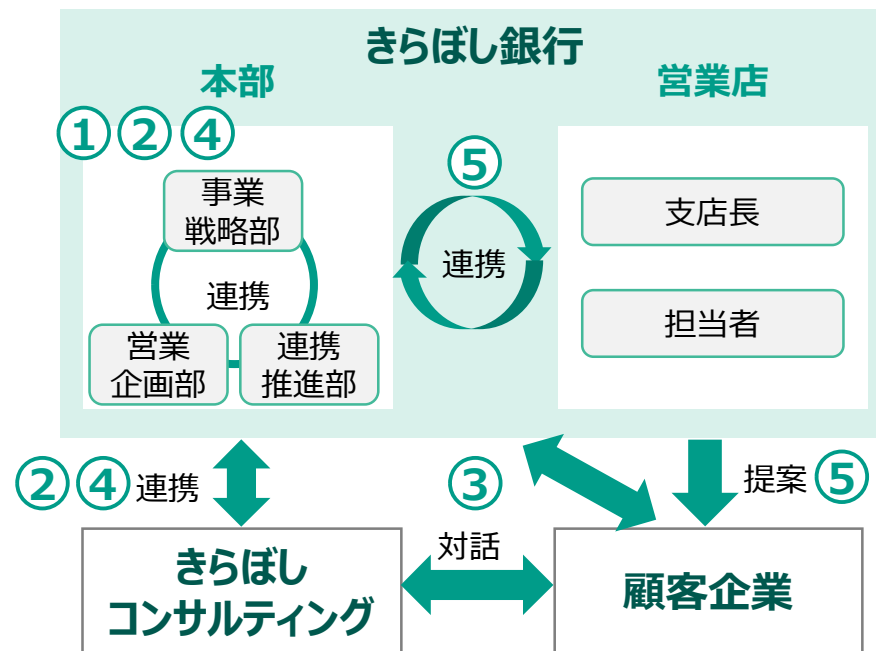 きらぼし銀行
本部
営業店
① ② ④
⑤
事業
戦略部
連携
営業
企画部
連携
推進部
連携
支店長
担当者
② ④ 連携
③
提案 ⑤
対話
きらぼし
コンサルティング
顧客企業